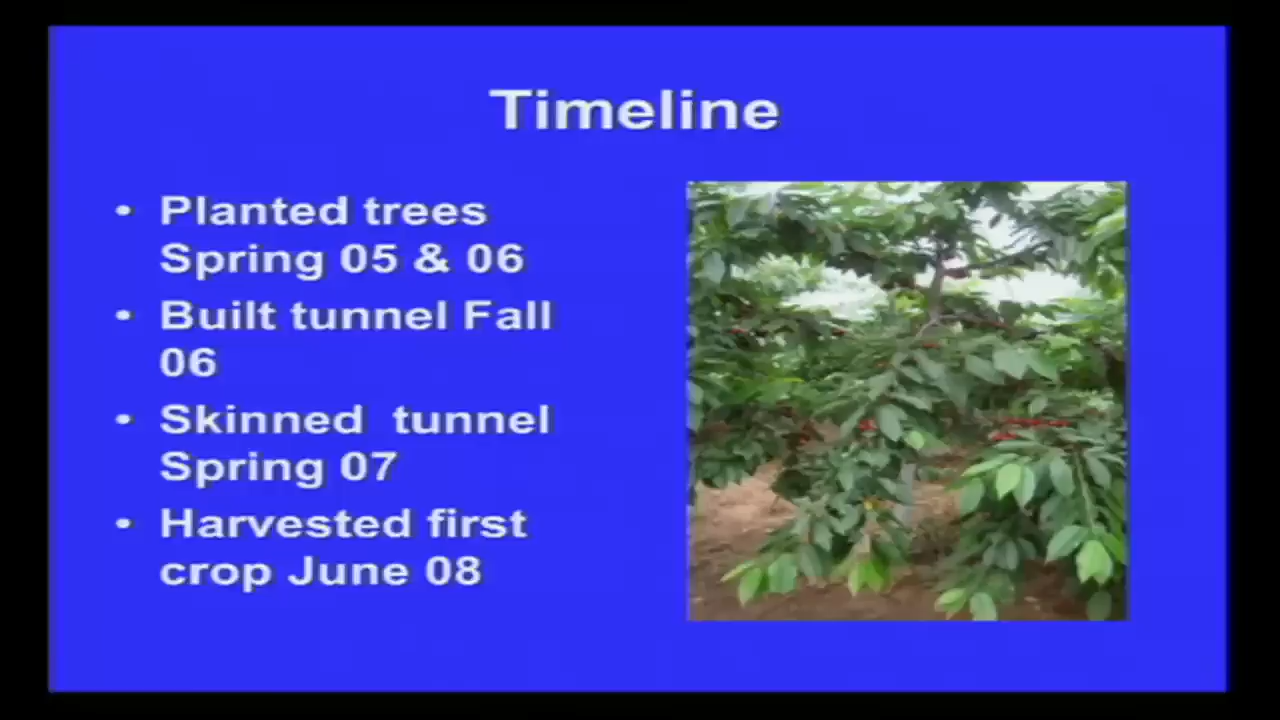 Timeline
• Planted trees
Spring 05 & 06
• Built tunnel Fall
06
• Skinned tunnel
Spring 07
• Harvested first
crop June 08